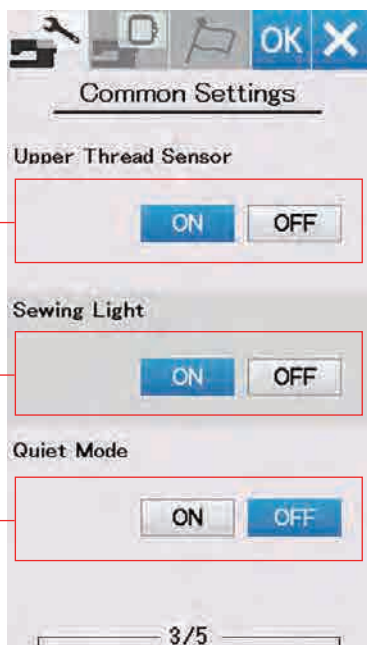 OK X
Common Settings
Upper Thread Sensor
ON OFF
Sewing Light
ON OFF
Quiet Mode
ON OFF
3/5